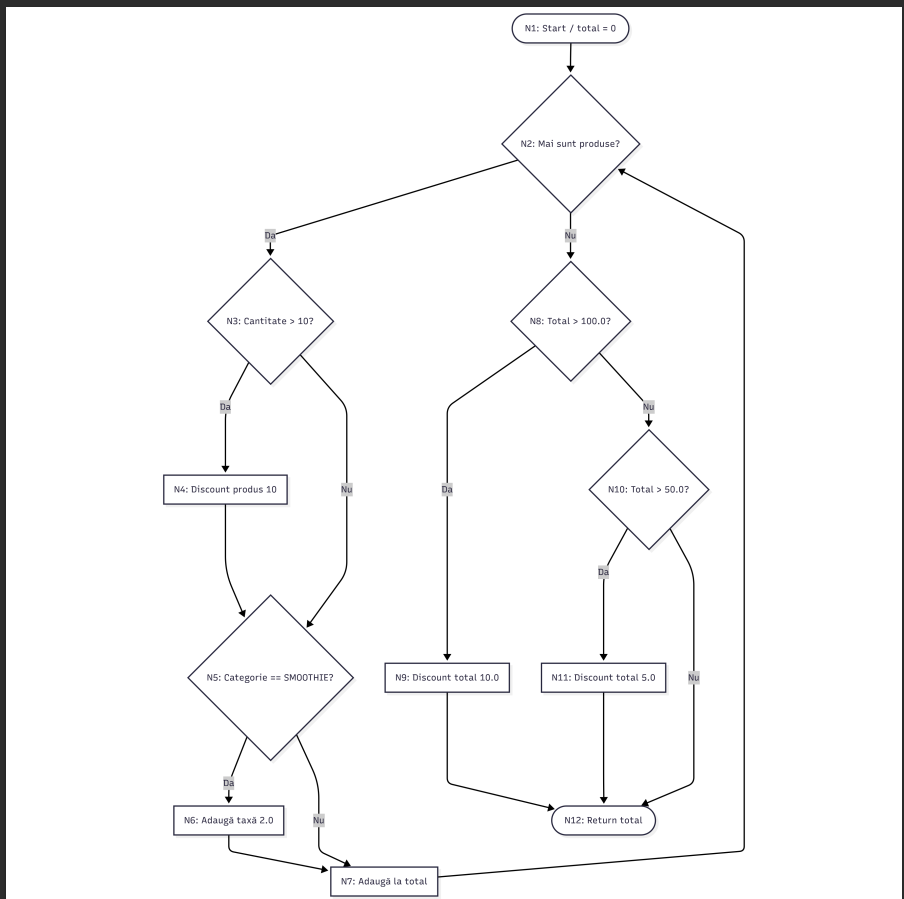 N1: Start / total = 0
N2: Mai sunt produse?
Da
Nu
N3: Cantitate > 10?
N8: Total > 100.0?
Da
Nu
N4: Discount produs 10
Nu
Da
N10: Total > 50.0?
Da
N5: Categorie == SMOOTHIE?
N9: Discount total 10.0
N11: Discount total 5.0
Nu
Da
N6: Adaugă taxă 2.0
Nu
N12: Return total
N7: Adaugă la total